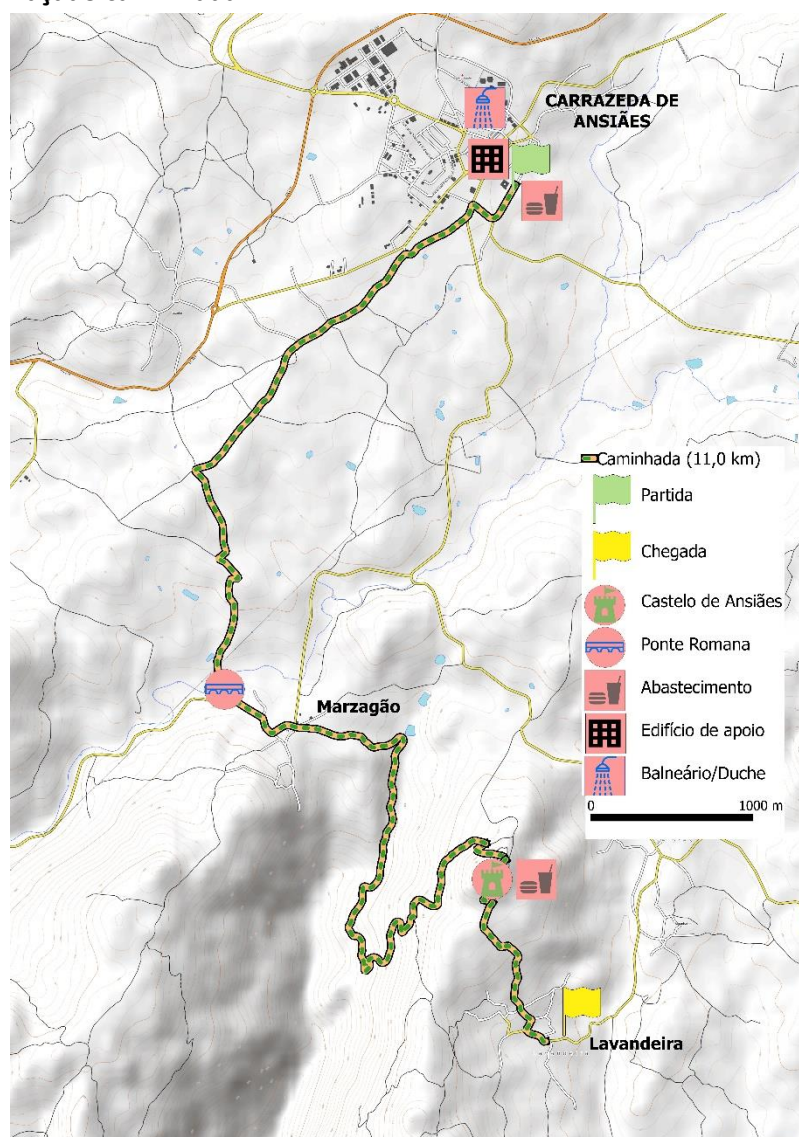 CARRAZEDA DE
ANSIÃES
Caminhada (11,0 km)
Partida
Chegada
Castelo de Ansiães
Ponte Romana
Marzagão
Abastecimento
Edifício de apoio
Balneário/Duche
0 1000 m
Lavandeira